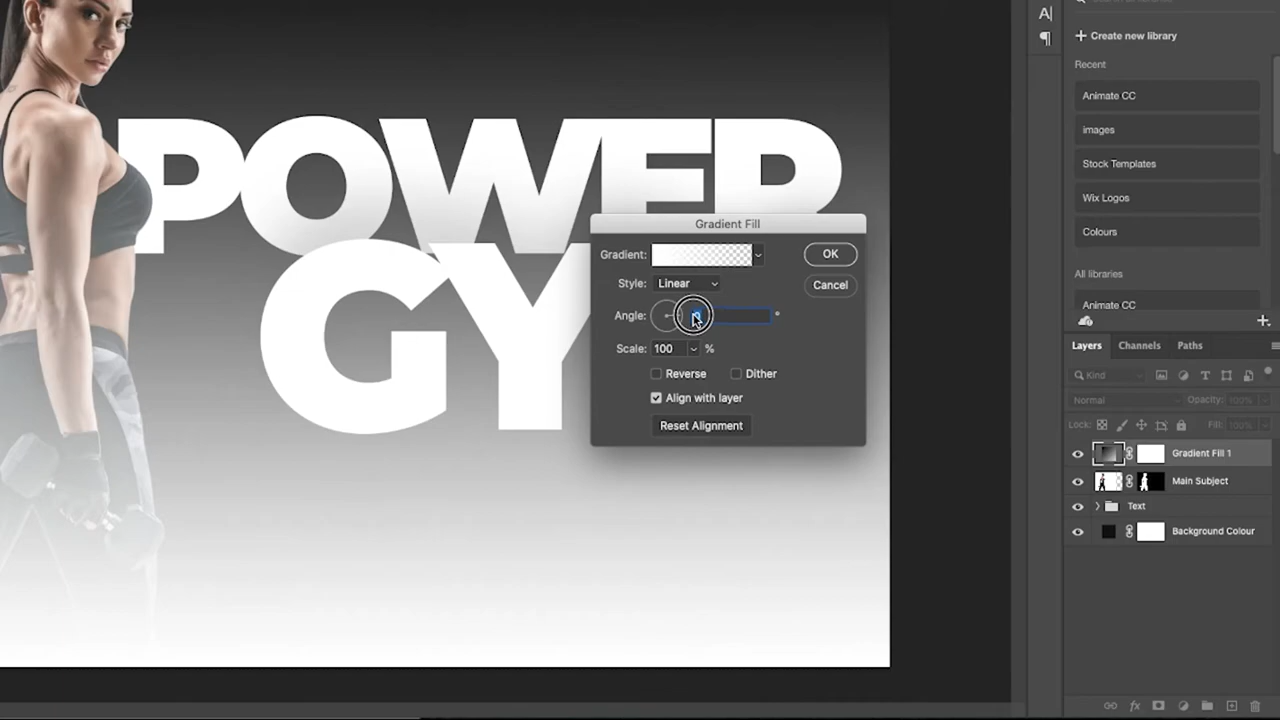 Create new library
Recent
Animate CC
images
Stock Templates
Wix Logos
Colours
All libraries
Animate CC
POWER
GY
Gradient Fill
Gradient:
OK
Style: Linear
Cancel
Angle: °
Scale: 100 %
Reverse Dither
Align with layer
Reset Alignment
Layers Channels Paths
Kind
Normal Opacity: 100%
Lock: Fill: 100%
Gradient Fill 1
Main Subject
Text
Background Colour